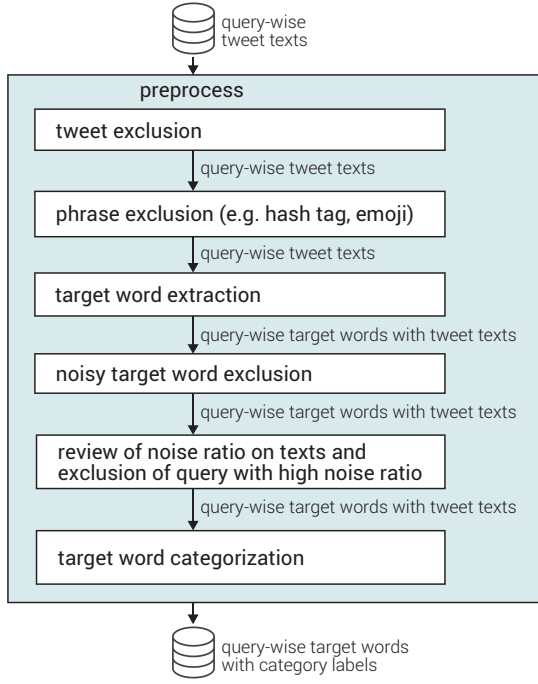 query-wise
tweet texts
preprocess
tweet exclusion
query-wise tweet texts
phrase exclusion (e.g. hash tag, emoji)
query-wise tweet texts
target word extraction
query-wise target words with tweet texts
noisy target word exclusion
query-wise target words with tweet texts
review of noise ratio on texts and
exclusion of query with high noise ratio
query-wise target words with tweet texts
target word categorization
query-wise target words
with category labels